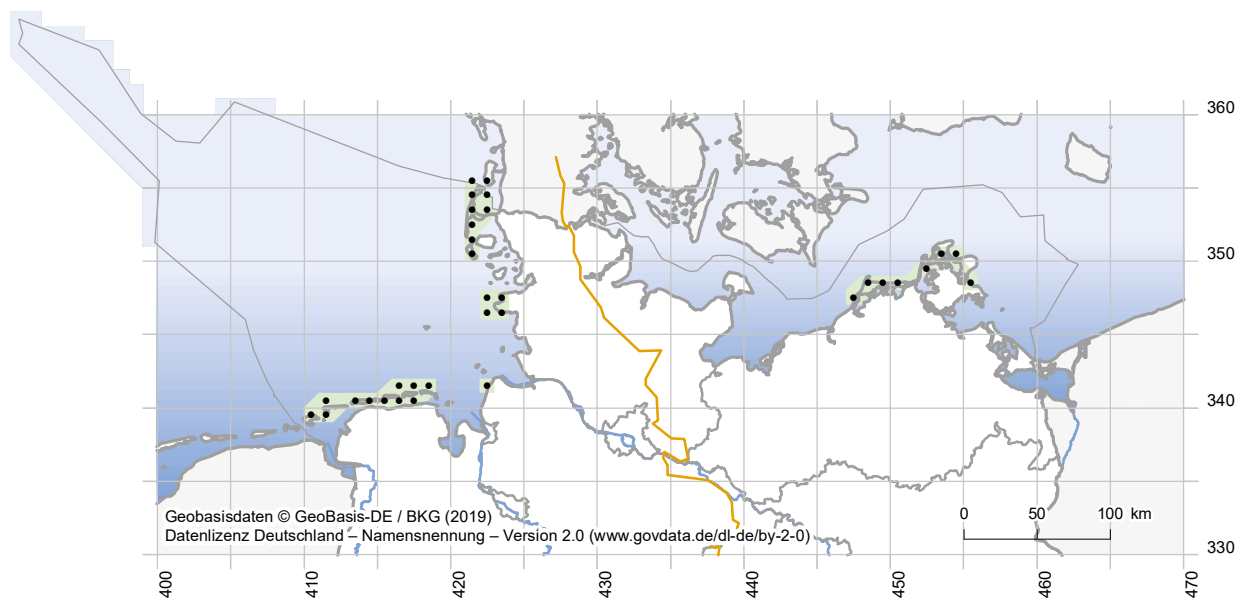 360
350
340
0 50 100 km
Geobasisdaten © GeoBasis-DE / BKG (2019)
Datenlizenz Deutschland – Namensnennung – Version 2.0 (www.govdata.de/dl-de/by-2-0)
330
400 410 420 430 440 450 460 470